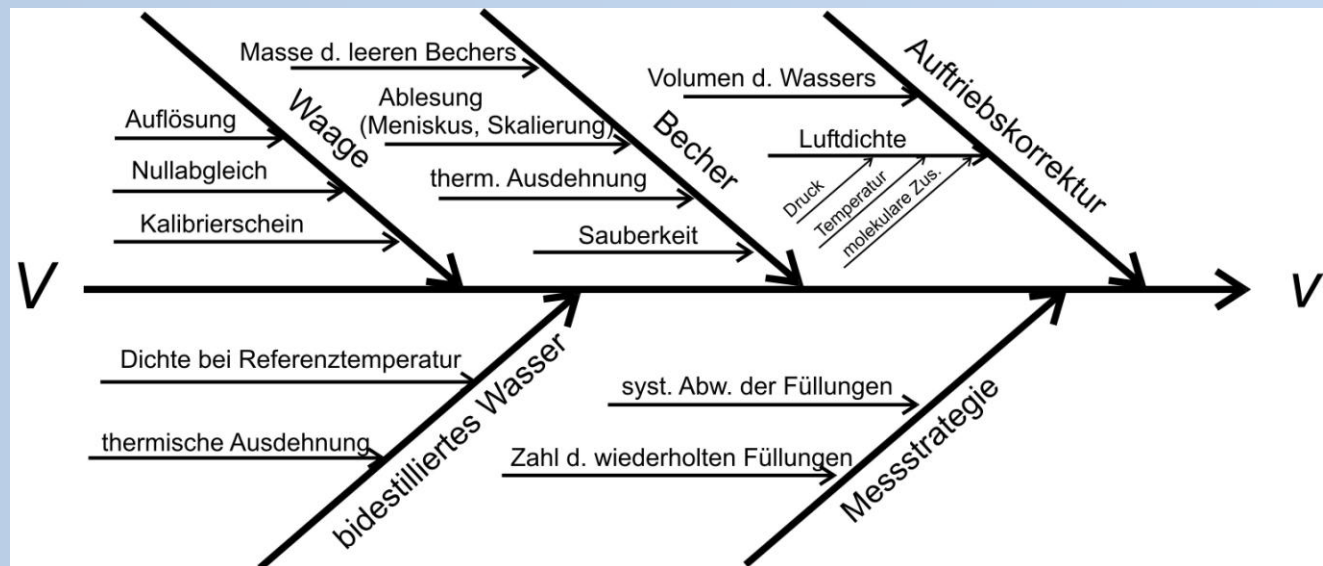 Masse d. leeren Bechers
Waage
Auflösung
Nullabgleich
Kalibrierschein
Ablesung
(Meniskus, Skalierung)
Becher
therm. Ausdehnung
Sauberkeit
Auftriebskorrektur
Volumen d. Wassers
Luftdichte
Druck
Temperatur
molekulare Zus.
V
v
Dichte bei Referenztemperatur
thermische Ausdehnung
bidestilliertes Wasser
syst. Abw. der Füllungen
Zahl d. wiederholten Füllungen
Messstrategie